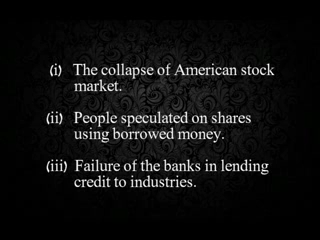 (i) The collapse of American stock
market.
(ii) People speculated on shares
using borrowed money.
(iii) Failure of the banks in lending
credit to industries.